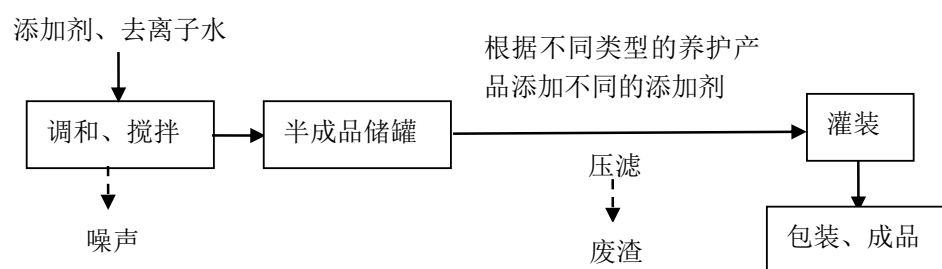 添加剂、去离子水
根据不同类型的养护产
品添加不同的添加剂
调和、搅拌
半成品储罐
灌装
压滤
噪声
废渣
包装、成品